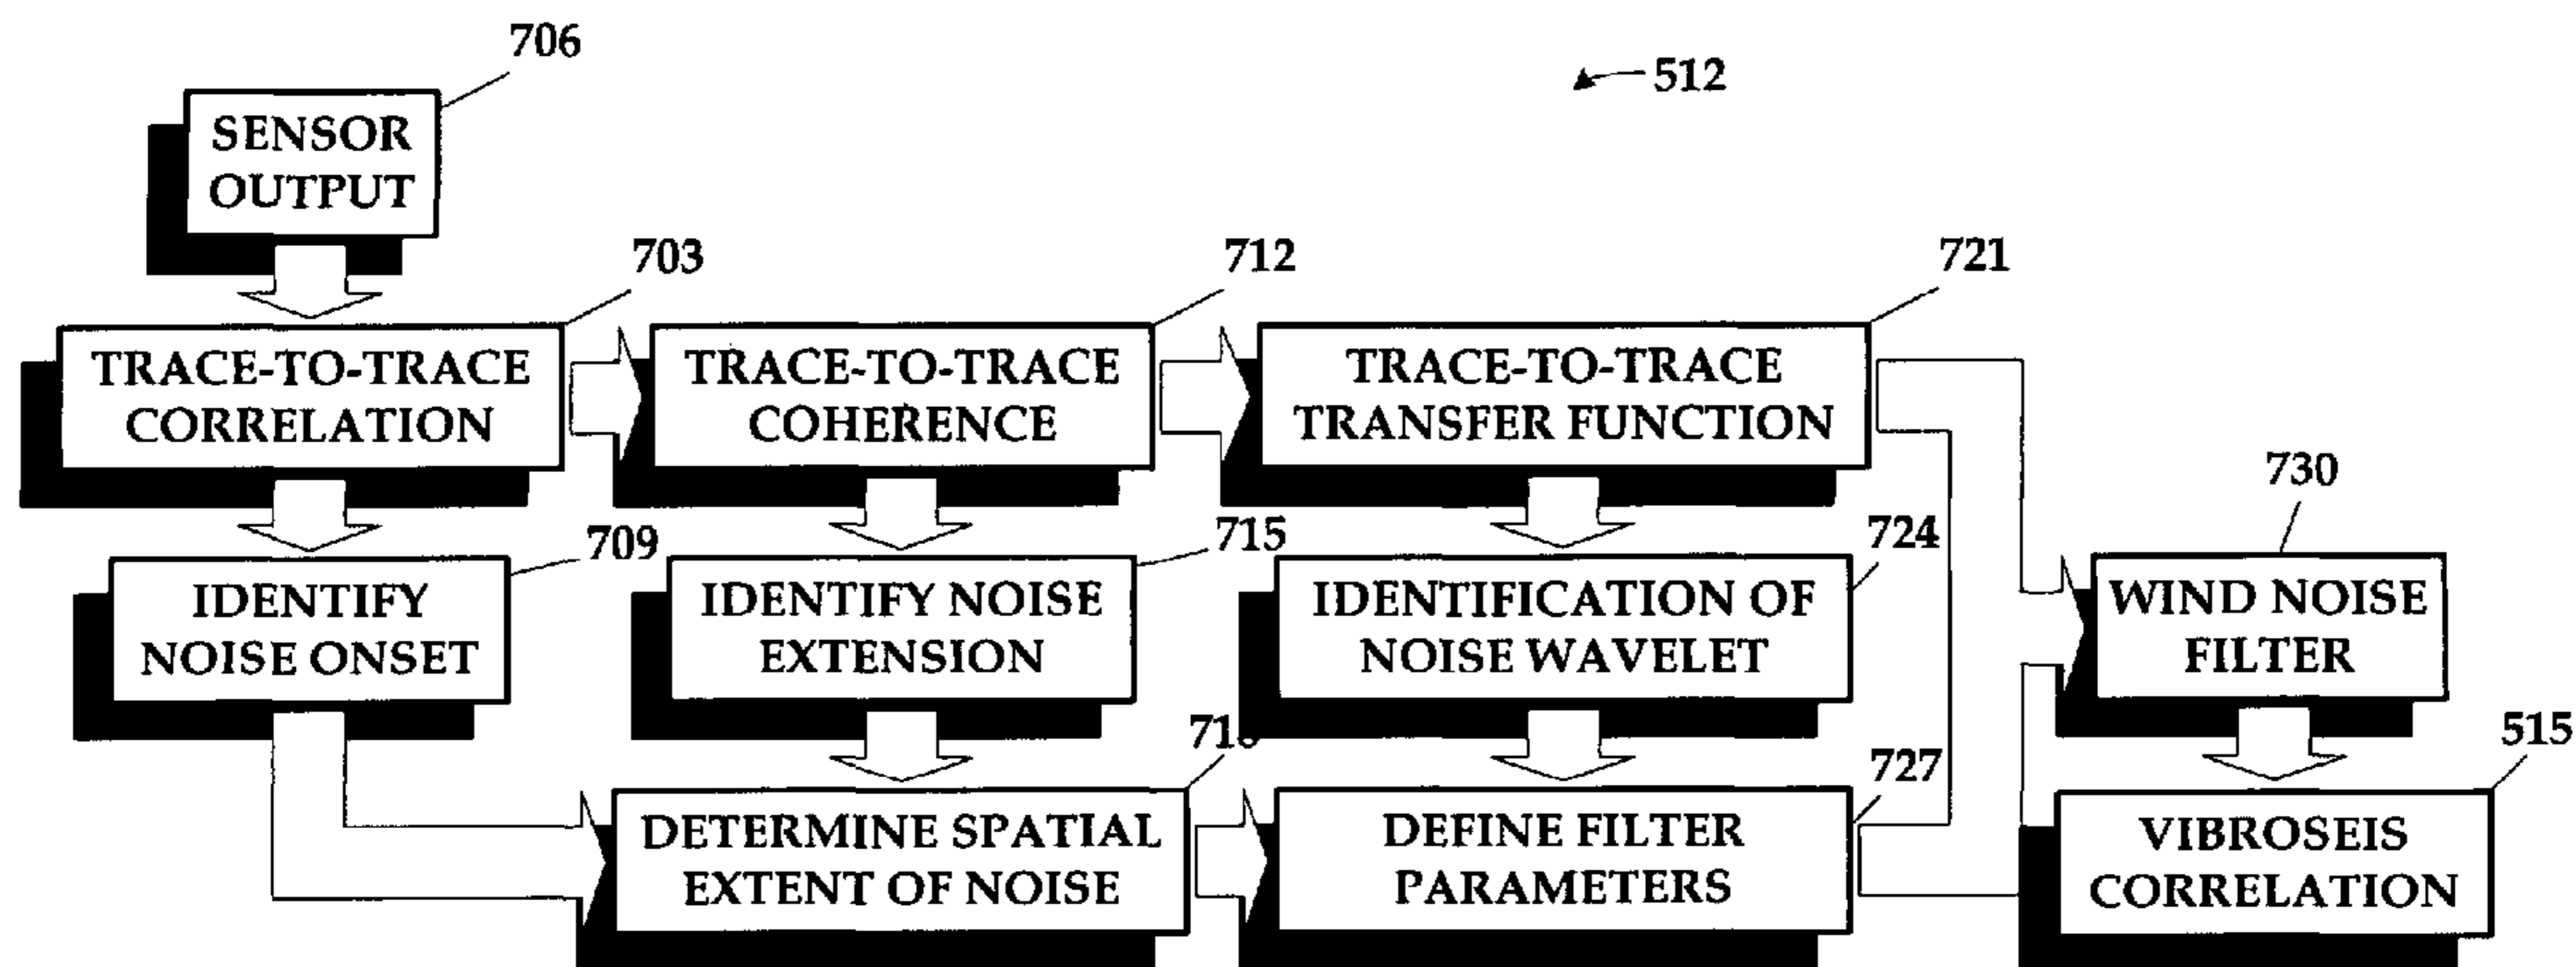 706
512
SENSOR
OUTPUT
703
712
721
TRACE-TO-TRACE
CORRELATION
TRACE-TO-TRACE
COHERENCE
TRACE-TO-TRACE
TRANSFER FUNCTION
730
709
715
724
IDENTIFY
NOISE ONSET
IDENTIFY NOISE
EXTENSION
IDENTIFICATION OF
NOISE WAVELET
WIND NOISE
FILTER
727
515
DETERMINE SPATIAL
EXTENT OF NOISE
DEFINE FILTER
PARAMETERS
VIBROSEIS
CORRELATION